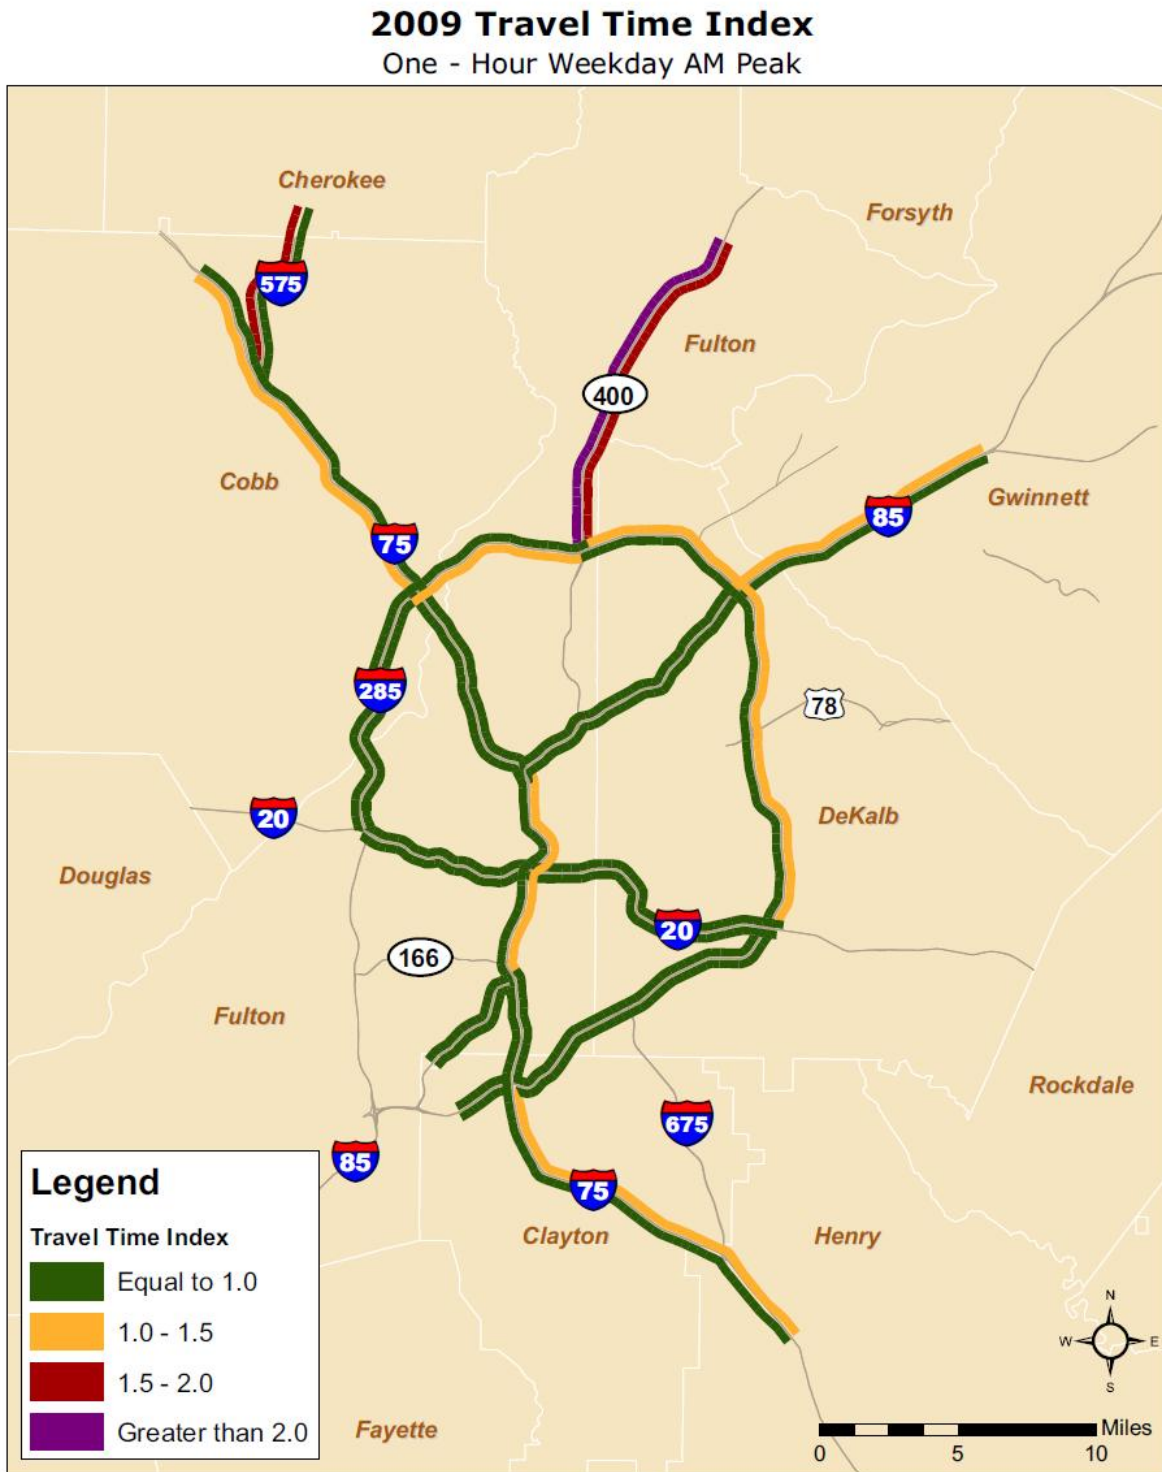 2009 Travel Time Index
One - Hour Weekday AM Peak
Cherokee
Forsyth
575
Fulton
400
Cobb
Gwinnett
85
75
285
78
20
DeKalb
Douglas
20
166
Fulton
Rockdale
675
85
75
Clayton
Henry
Fayette
Legend
Travel Time Index
Equal to 1.0
1.0 - 1.5
1.5 - 2.0
Greater than 2.0
N
W
E
S
Miles
0
5
10